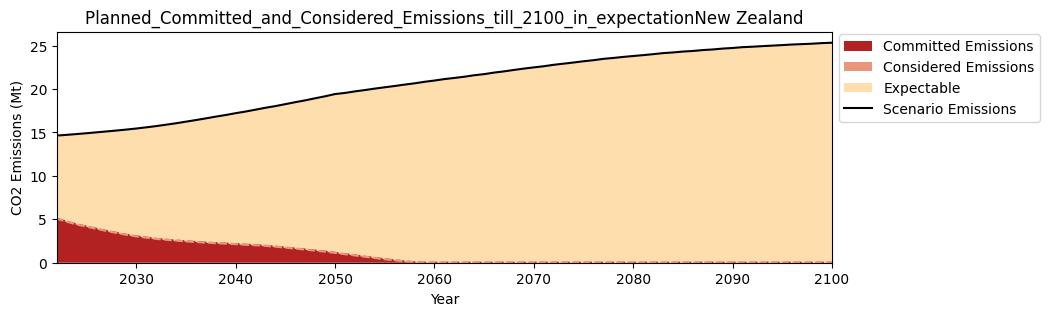 Planned_Committed_and_Considered_Emissions_till_2100_in_expectationNew Zealand
25
20
15
10
5
0
CO2 Emissions (Mt)
2030
2040
2050
2060
2070
2080
2090
2100
Year
Committed Emissions
Considered Emissions
Expectable
Scenario Emissions